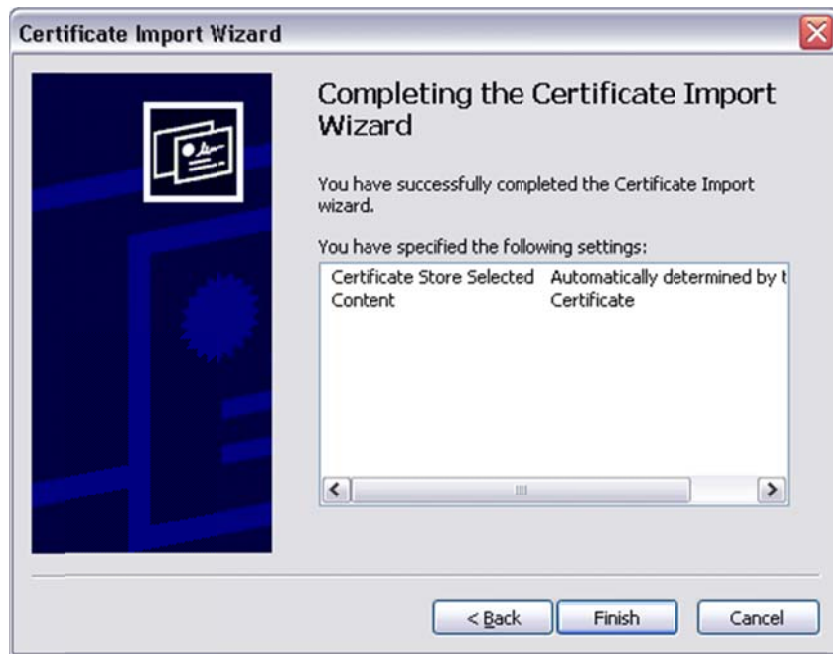 Certificate Import Wizard
Completing the Certificate Import
Wizard
You have successfully completed the Certificate Import
wizard.
You have specified the following settings:
Certificate Store Selected Automatically determined by t
Content Certificate
< Back Finish Cancel